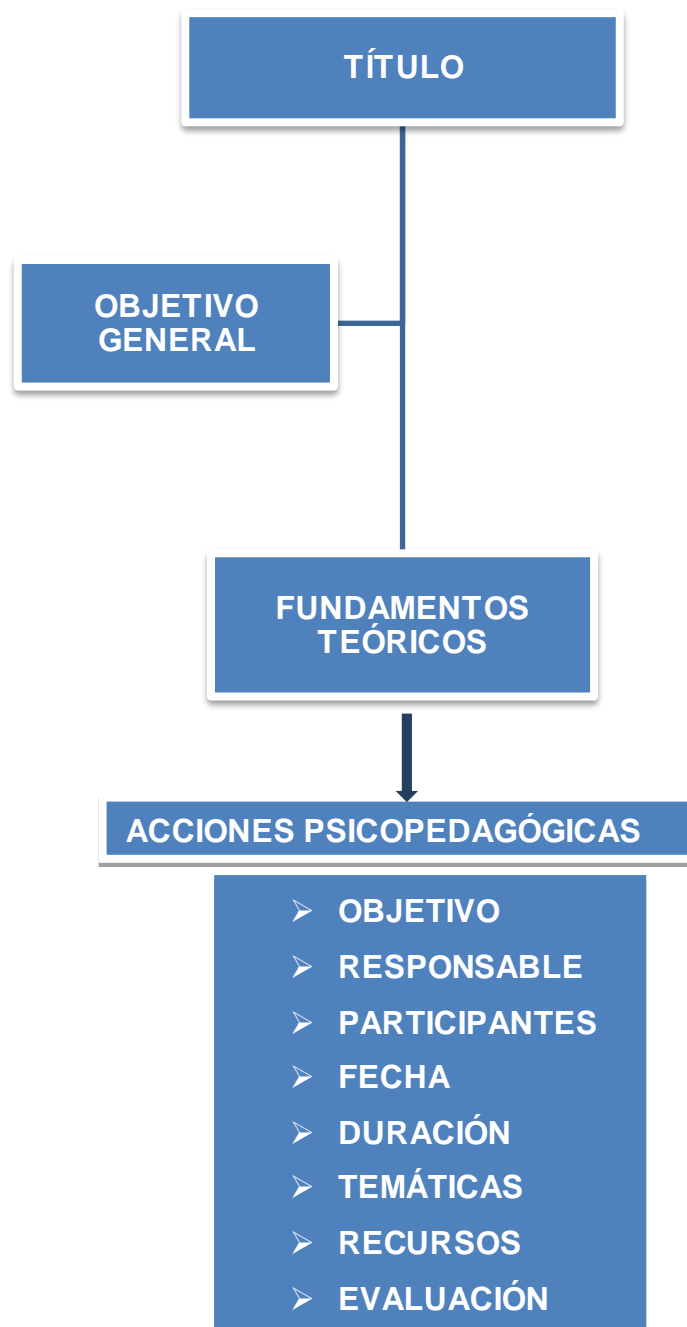 TÍTULO
OBJETIVO
GENERAL
FUNDAMENTOS
TEÓRICOS
ACCIONES PSICOPEDAGÓGICAS
➢ OBJETIVO
➢ RESPONSABLE
➢ PARTICIPANTES
➢ FECHA
➢ DURACIÓN
➢ TEMÁTICAS
➢ RECURSOS
➢ EVALUACIÓN